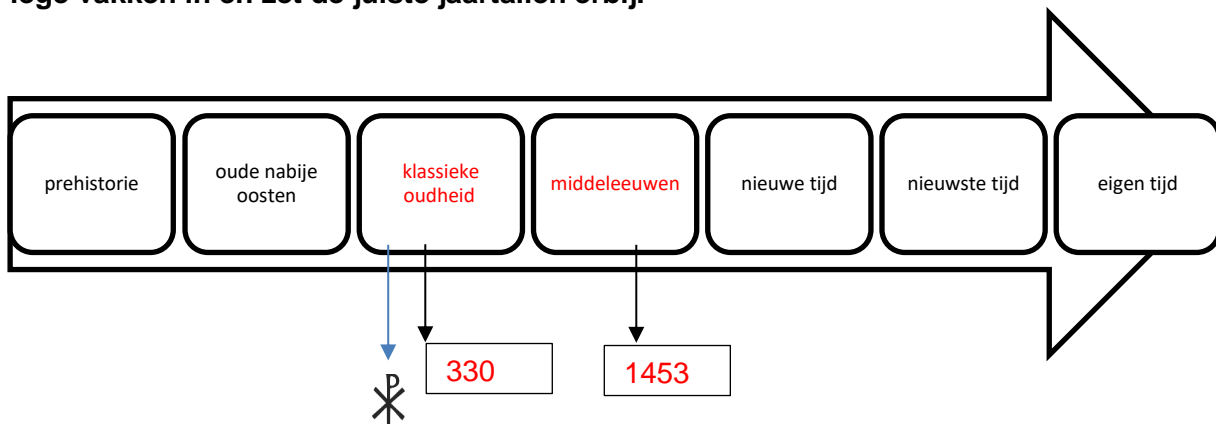 lege vakken in en zet de juiste jaartallen erbij.
prehistorie
oude nabije
oosten
klassieke
oudheid
middeleeuwen
nieuwe tijd
nieuwste tijd
eigen tijd
330
1453